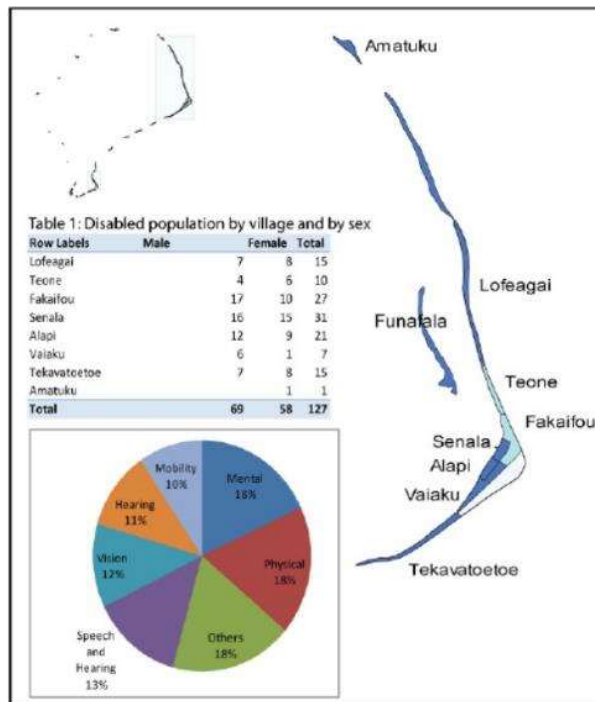 Amatuku
Table 1: Disabled population by village and by sex
Row Labels Male Female Total
Lofeagai 7 8 15
Teone 4 6 10
Fakaifou 17 10 27
Senala 16 15 31
Alapi 12 9 21
Vaiaku 6 1 7
Tekavatoetoe 7 8 15
Amatuku 1 1
Total 69 58 127
Lofeagai
Funafala
Teone
Fakaifou
Senala
Alapi
Vaiaku
Tekavatoetoe
Mobility
10%
Mental
18%
Hearing
11%
Physical
18%
Vision
12%
Others
18%
Speech
and
Hearing
13%